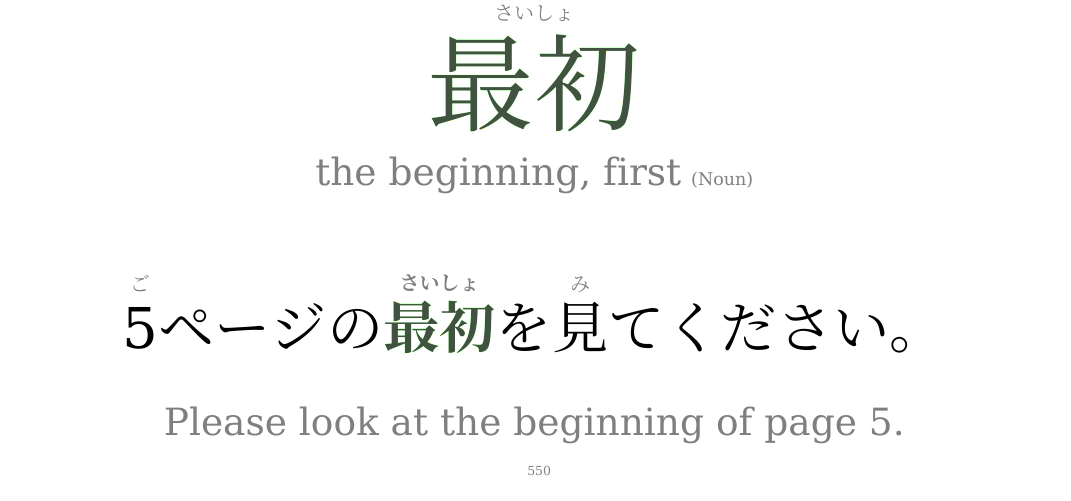 さいしょ
最初
the beginning, first (Noun)
ご さいしょ み
5ページの最初を見てください。
Please look at the beginning of page 5.
550